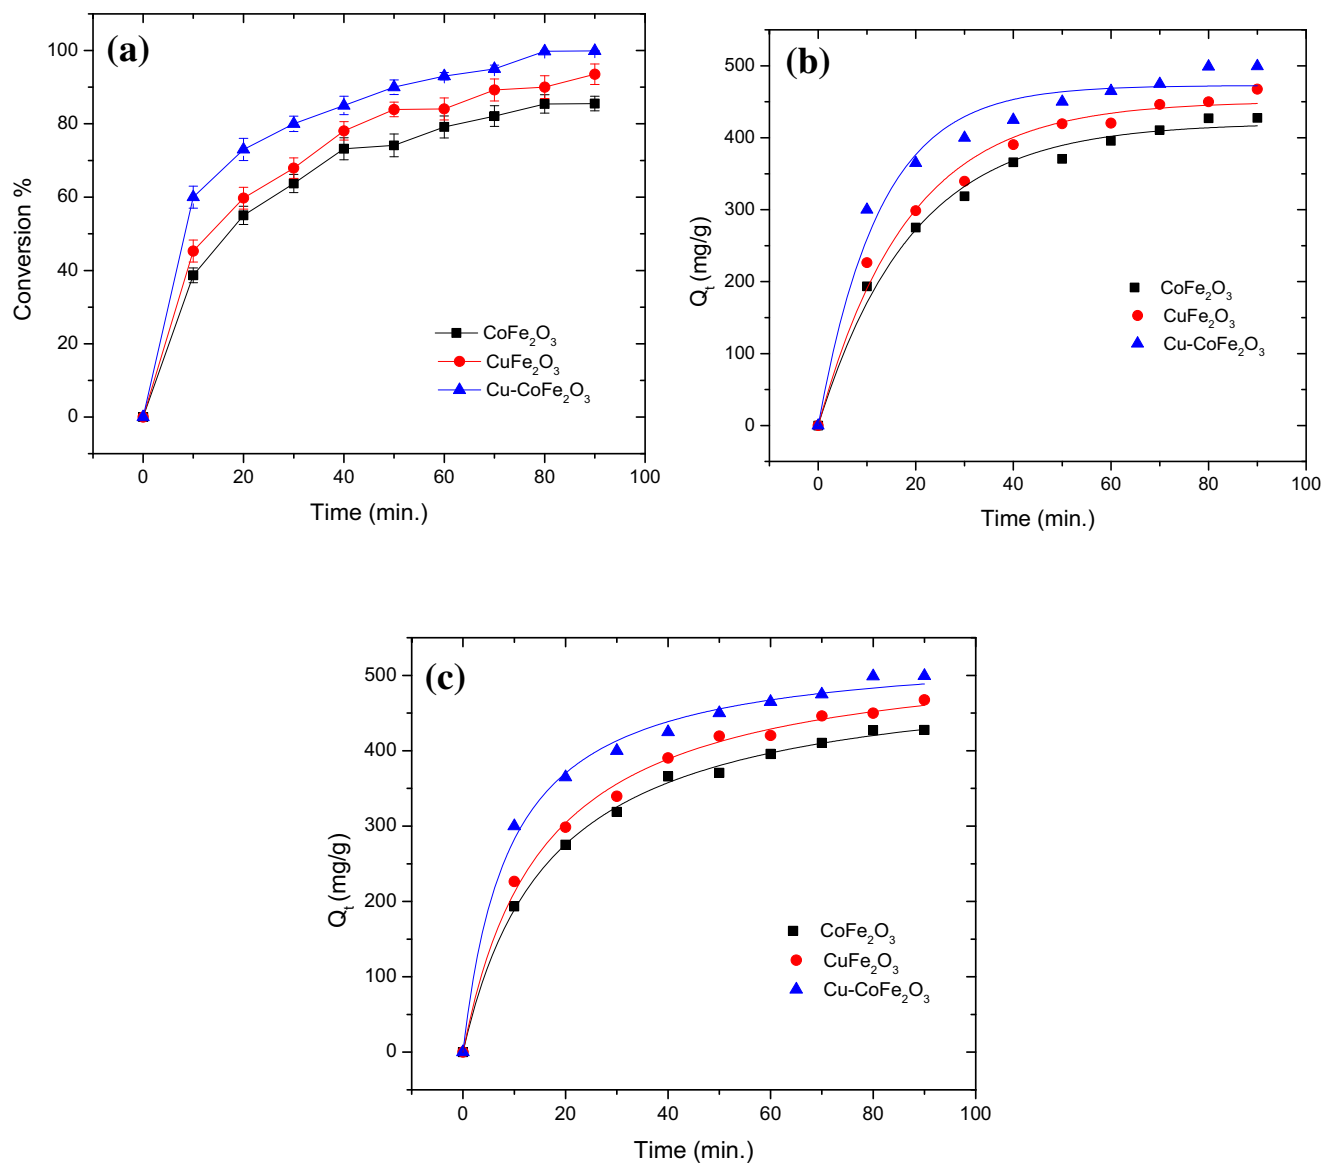 (a)
Conversion %
100
80
60
40
20
0
CoFe₂O₃
CuFe₂O₃
Cu-CoFe₂O₃
0 20 40 60 80 100
Time (min.)
(b)
Qₜ (mg/g)
500
400
300
200
100
0
CoFe₂O₃
CuFe₂O₃
Cu-CoFe₂O₃
0 20 40 60 80 100
Time (min.)
(c)
Qₜ (mg/g)
500
400
300
200
100
0
CoFe₂O₃
CuFe₂O₃
Cu-CoFe₂O₃
0 20 40 60 80 100
Time (min.)